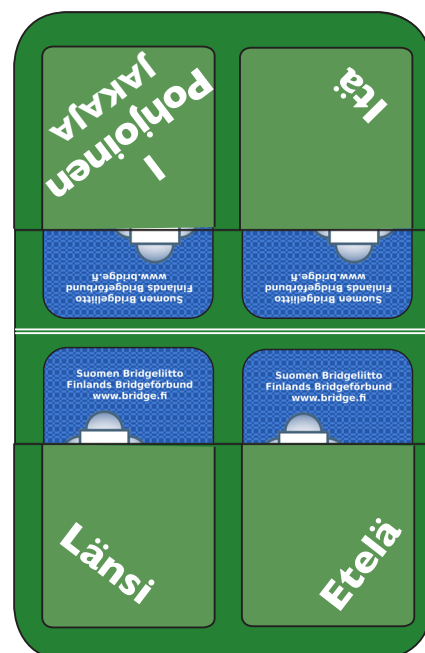 I
Pohjoinen
JAKAJA
Itä
Suomen Bridgeliitto
Finlands Bridgeförbund
www.bridge.fi
Suomen Bridgeliitto
Finlands Bridgeförbund
www.bridge.fi
Suomen Bridgeliitto
Finlands Bridgeförbund
www.bridge.fi
Suomen Bridgeliitto
Finlands Bridgeförbund
www.bridge.fi
Länsi
Etelä